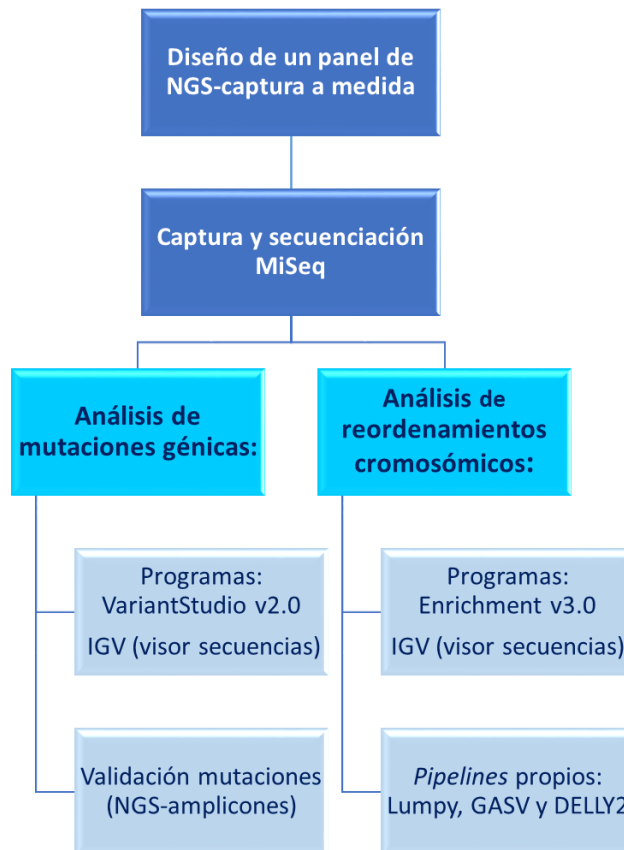 Diseño de un panel de
NGS-captura a medida
Captura y secuenciación
MiSeq
Análisis de
mutaciones génicas:
Análisis de
reordenamientos
cromosómicos:
Programas:
VariantStudio v2.0
IGV (visor secuencias)
Programas:
Enrichment v3.0
IGV (visor secuencias)
Validación mutaciones
(NGS-amplicones)
Pipelines propios:
Lumpy, GASV y DELLY2